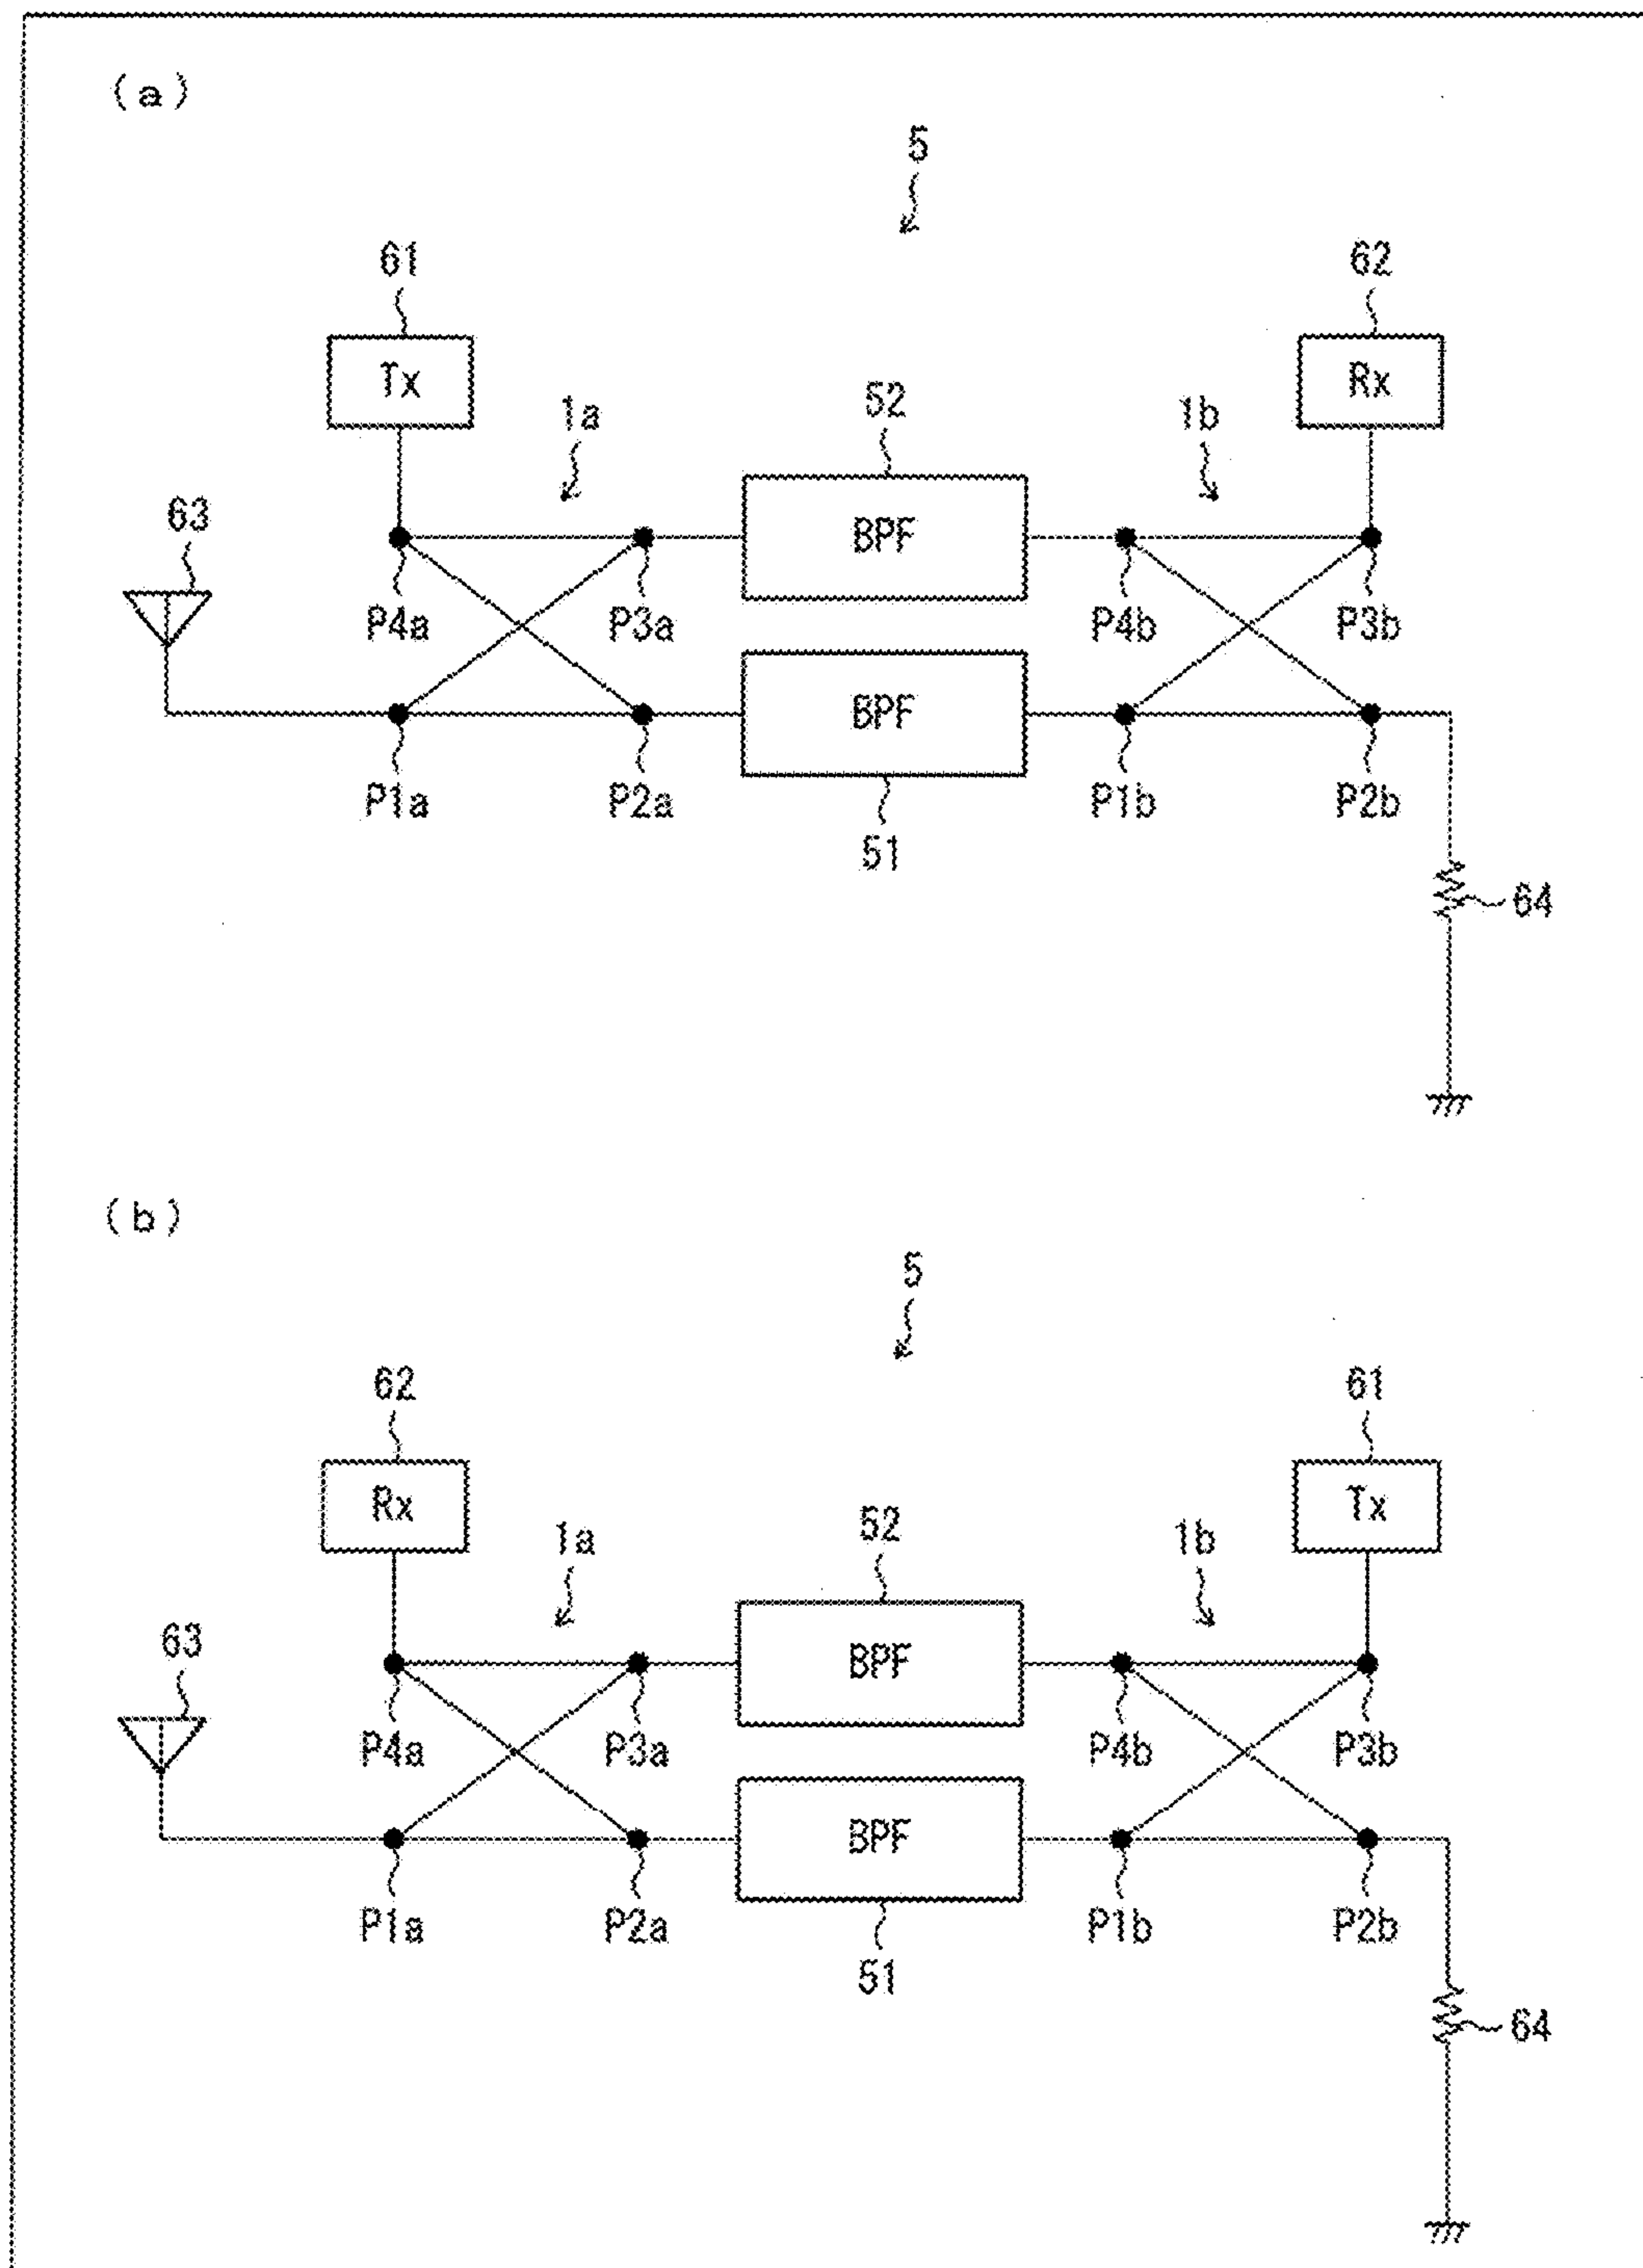 (a)
5
61
62
Tx
Rx
1a
52
1b
63
BPF
P4a
P3a
P4b
P3b
BPF
P1a
P2a
P1b
P2b
51
64
(b)
5
62
61
Rx
Tx
1a
52
1b
63
BPF
P4a
P3a
P4b
P3b
BPF
P1a
P2a
P1b
P2b
51
64